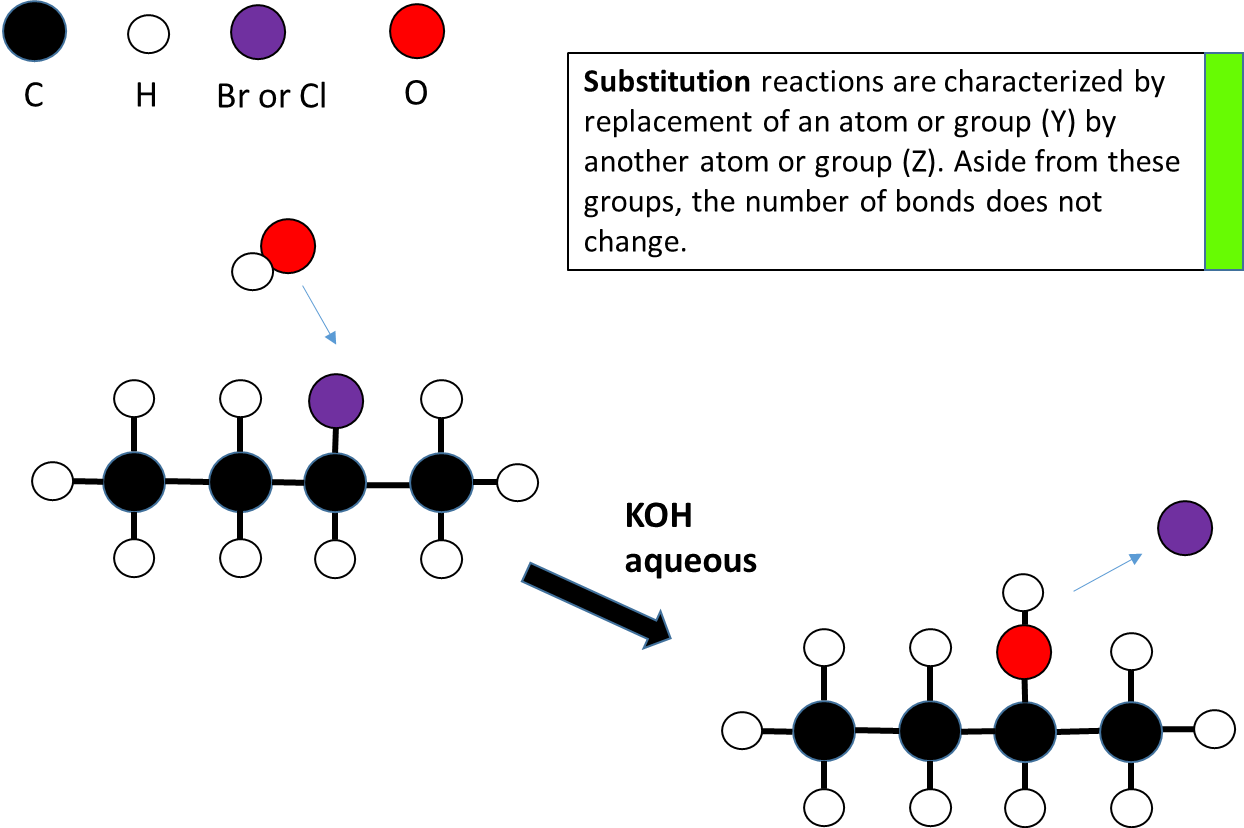 C H Br or Cl O
Substitution reactions are characterized by
replacement of an atom or group (Y) by
another atom or group (Z). Aside from these
groups, the number of bonds does not
change.
KOH
aqueous